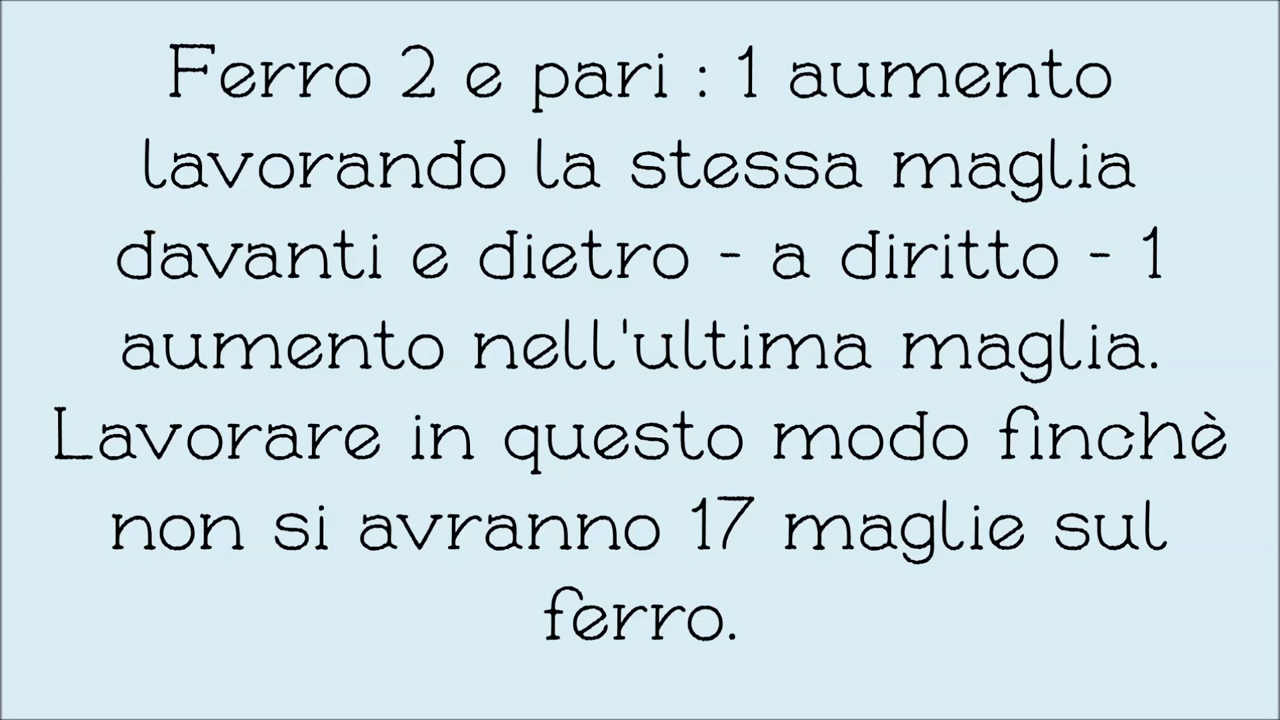 Ferro 2 e pari : 1 aumento
lavorando la stessa maglia
davanti e dietro - a diritto - 1
aumento nell'ultima maglia.
Lavorare in questo modo finchè
non si avranno 17 maglie sul
ferro.